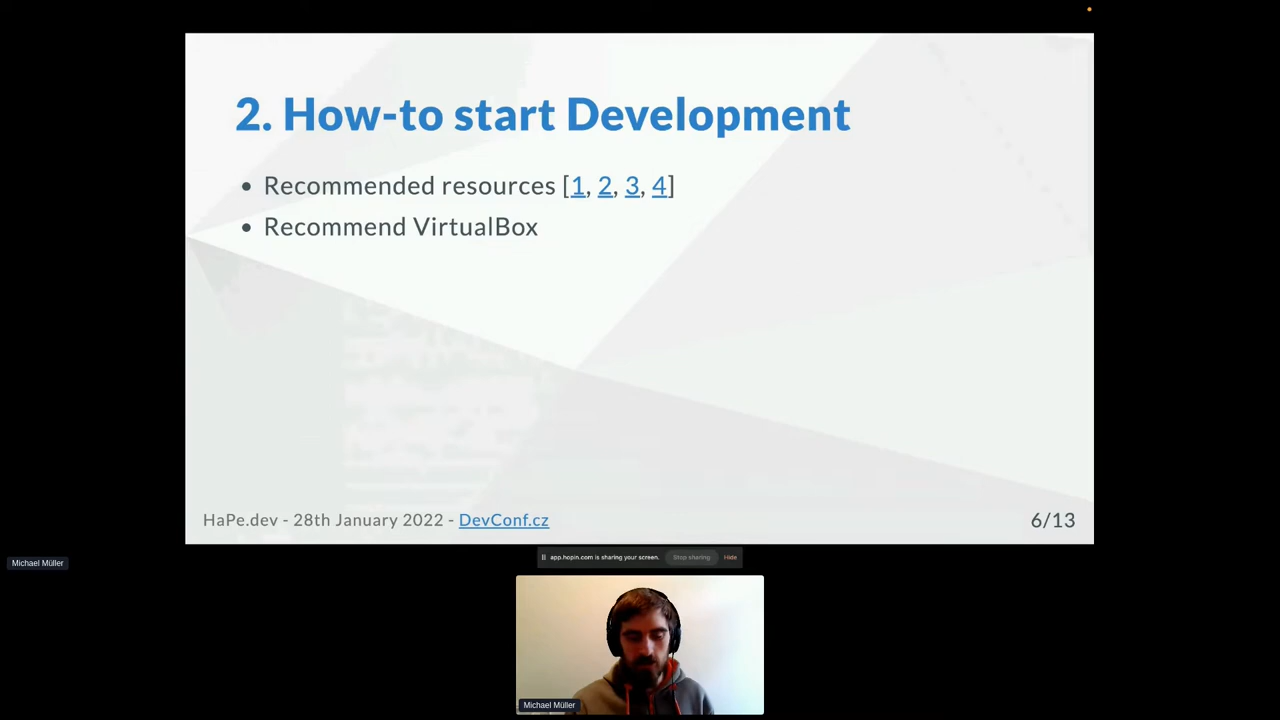 2. How-to start Development
• Recommended resources [1, 2, 3, 4]
• Recommend VirtualBox
HaPe.dev - 28th January 2022 - DevConf.cz
6/13
app.hopin.com is sharing your screen. Stop sharing Hide
Michael Müller
Michael Müller